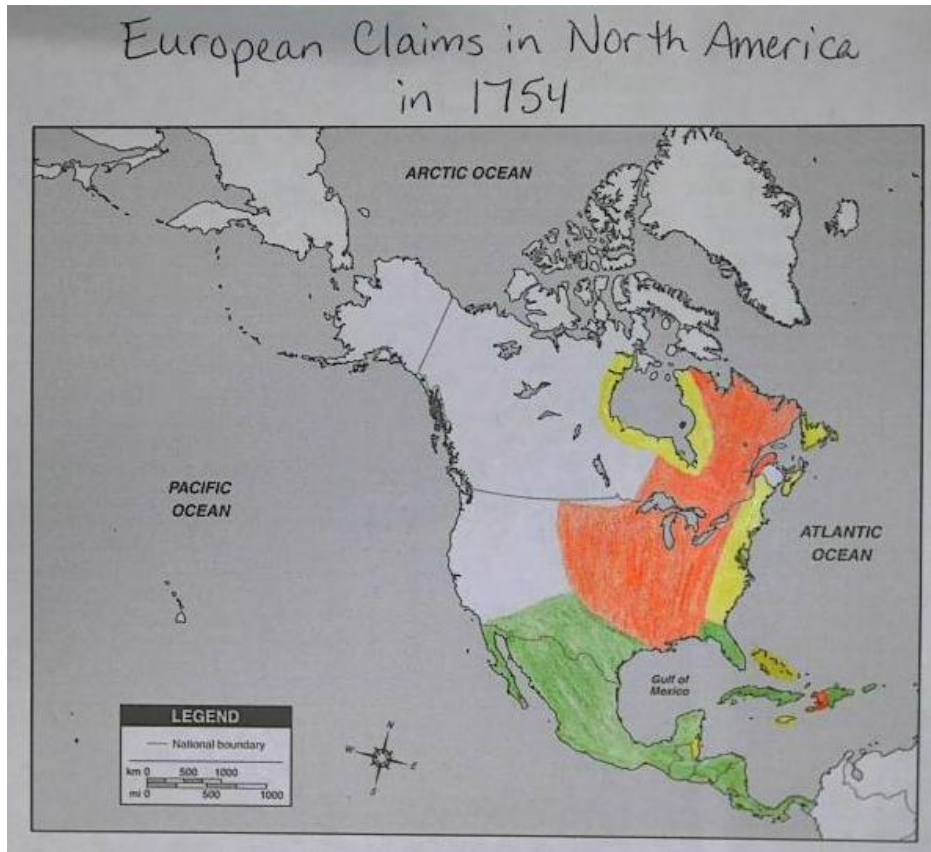 European Claims in North America
in 1754
ARCTIC OCEAN
PACIFIC
OCEAN
ATLANTIC
OCEAN
Gulf of
Mexico
LEGEND
National boundary
km 0 500 1000
mi 0 500 1000
N
W
E
S